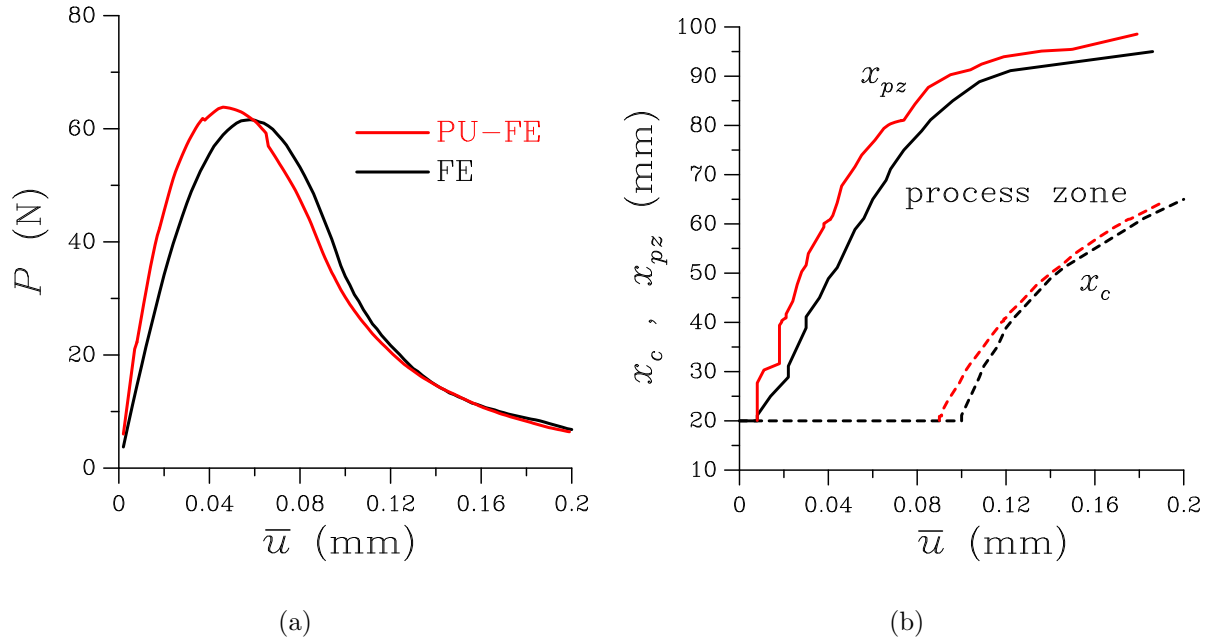 80
60
40
20
0
0
0.04
0.08
0.12
0.16
0.2
P (N)
u̅ (mm)
PU-FE
FE
(a)
100
90
80
70
60
50
40
30
20
10
0
0.04
0.08
0.12
0.16
0.2
x_c , x_pz (mm)
u̅ (mm)
x_pz
process zone
x_c
(b)